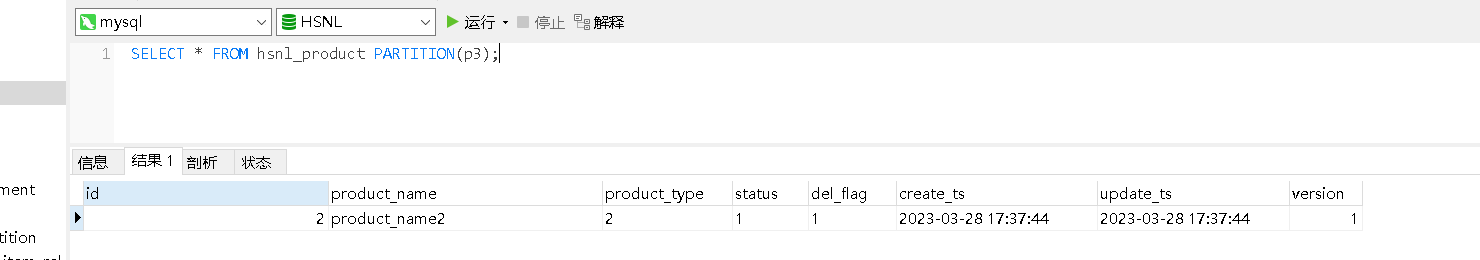 mysql HSNL 运行 停止 解释
1 SELECT * FROM hsnl_product PARTITION(p3);
信息 结果 1 剖析 状态
id product_name product_type status del_flag create_ts update_ts version
2 product_name2 2 1 1 2023-03-28 17:37:44 2023-03-28 17:37:44 1
ment
tition